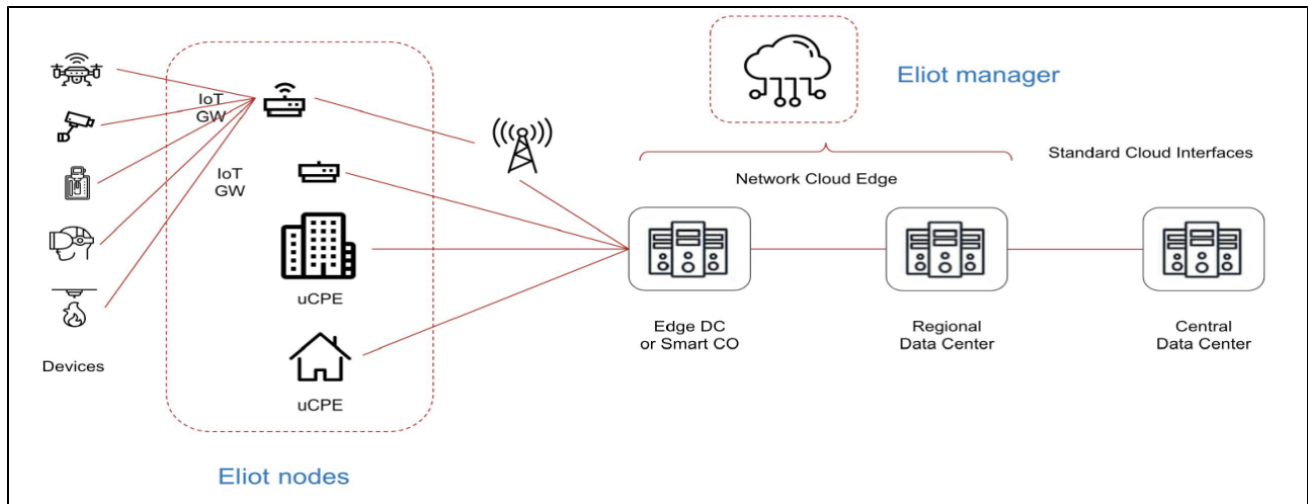 Eliot manager
IoT
GW
Standard Cloud Interfaces
Network Cloud Edge
IoT
GW
uCPE
Edge DC
or Smart CO
Regional
Data Center
Central
Data Center
Devices
uCPE
Eliot nodes